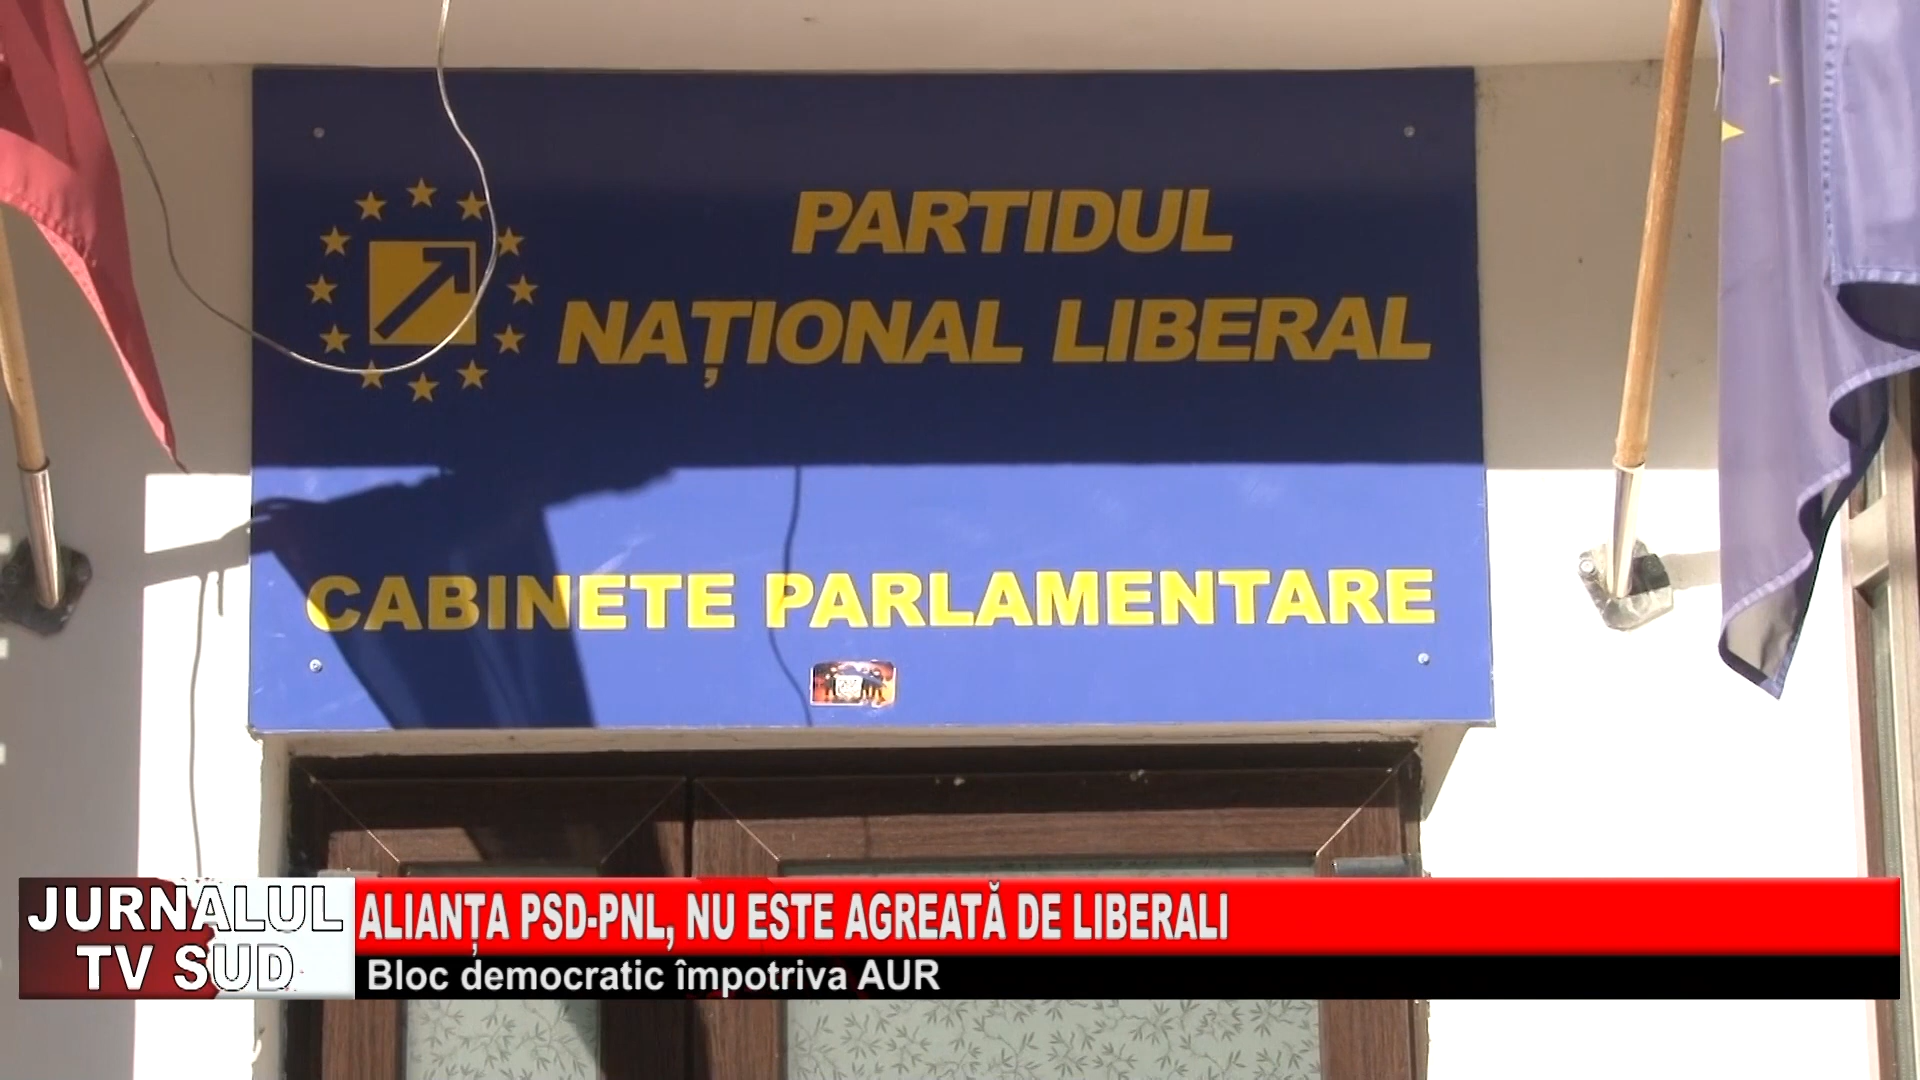 PARTIDUL
NAȚIONAL LIBERAL
CABINETE PARLAMENTARE
JURNALUL
TV SUD
ALIANȚA PSD-PNL, NU ESTE AGREATĂ DE LIBERALI
Bloc democratic împotriva AUR